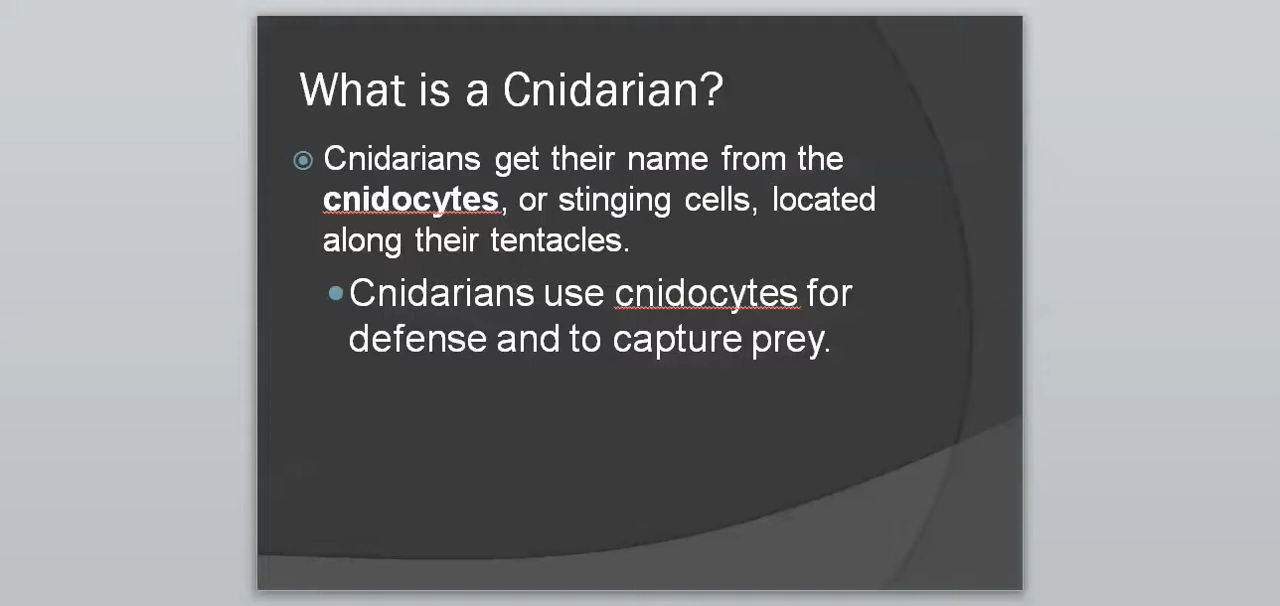 What is a Cnidarian?
Cnidarians get their name from the
cnidocytes, or stinging cells, located
along their tentacles.
Cnidarians use cnidocytes for
defense and to capture prey.